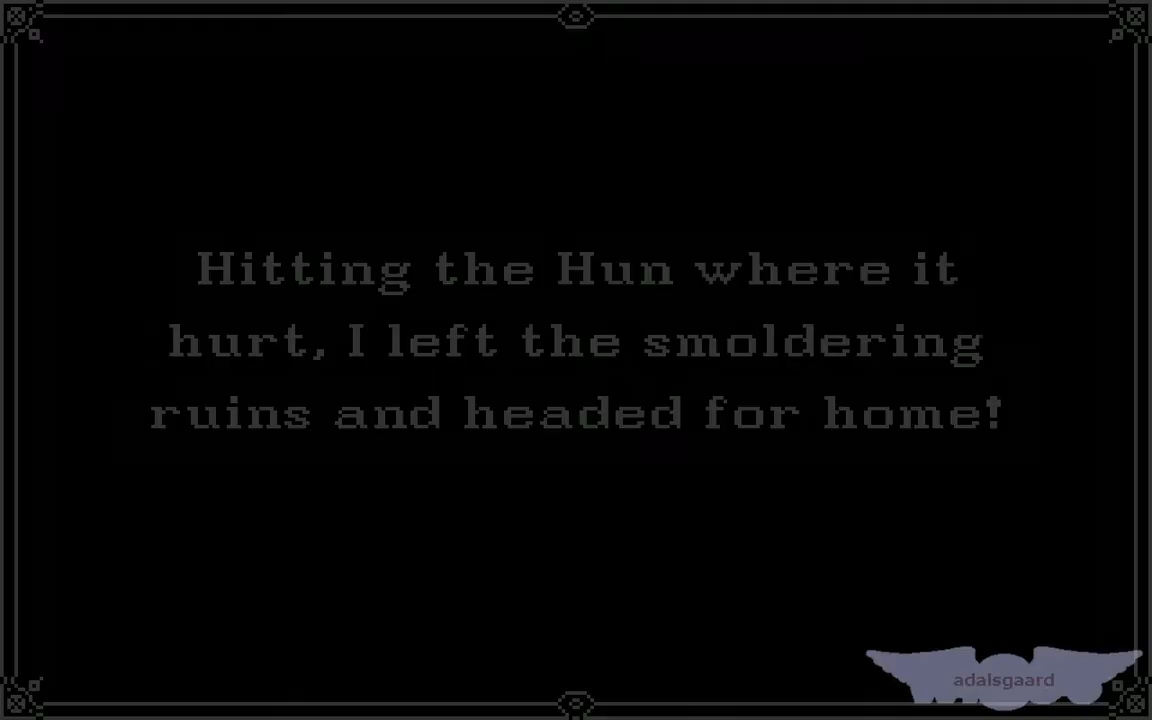 Hitting the Hun where it
hurt, I left the smoldering
ruins and headed for home!
adalsgaard